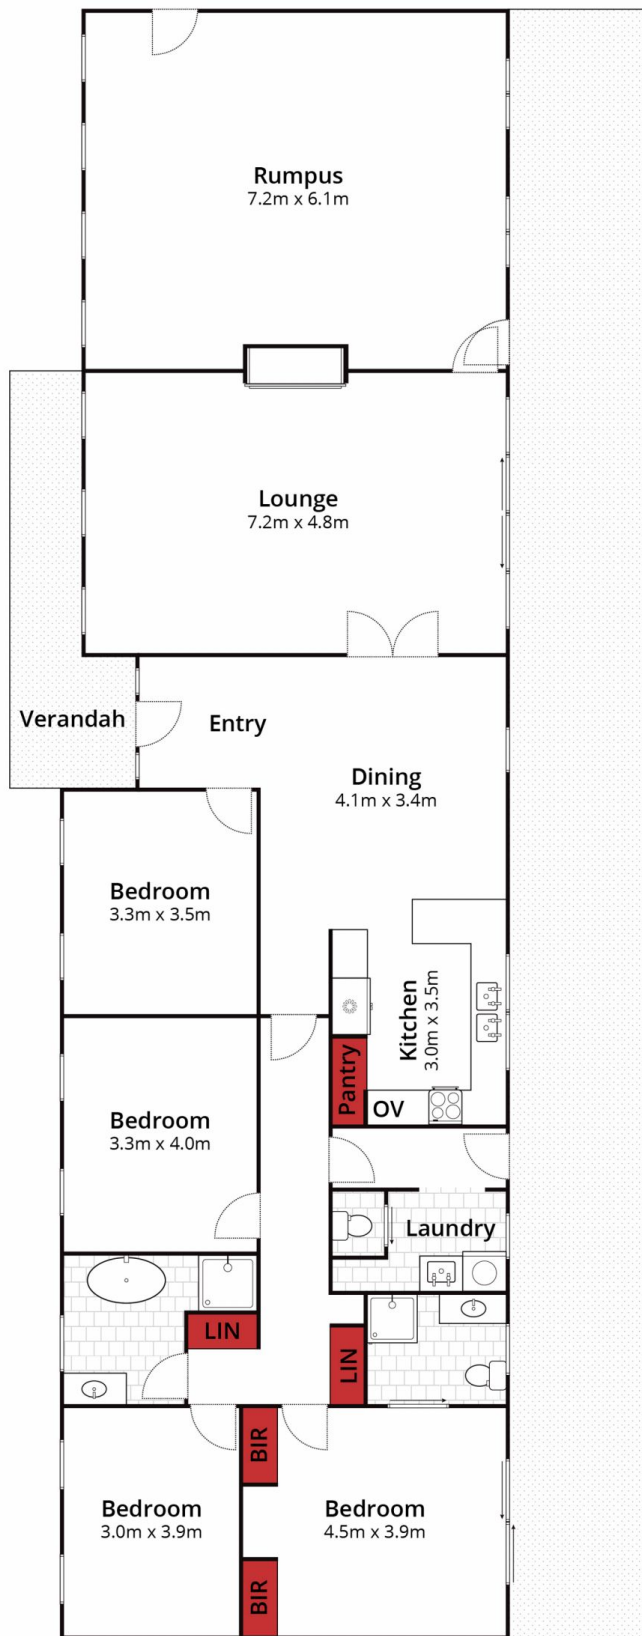 Rumpus
7.2m x 6.1m
Lounge
7.2m x 4.8m
Verandah
Entry
Dining
4.1m x 3.4m
Bedroom
3.3m x 3.5m
Kitchen
3.0m x 3.5m
Pantry
OV
Bedroom
3.3m x 4.0m
Laundry
LIN
LIN
BIR
Bedroom
3.0m x 3.9m
Bedroom
4.5m x 3.9m
BIR